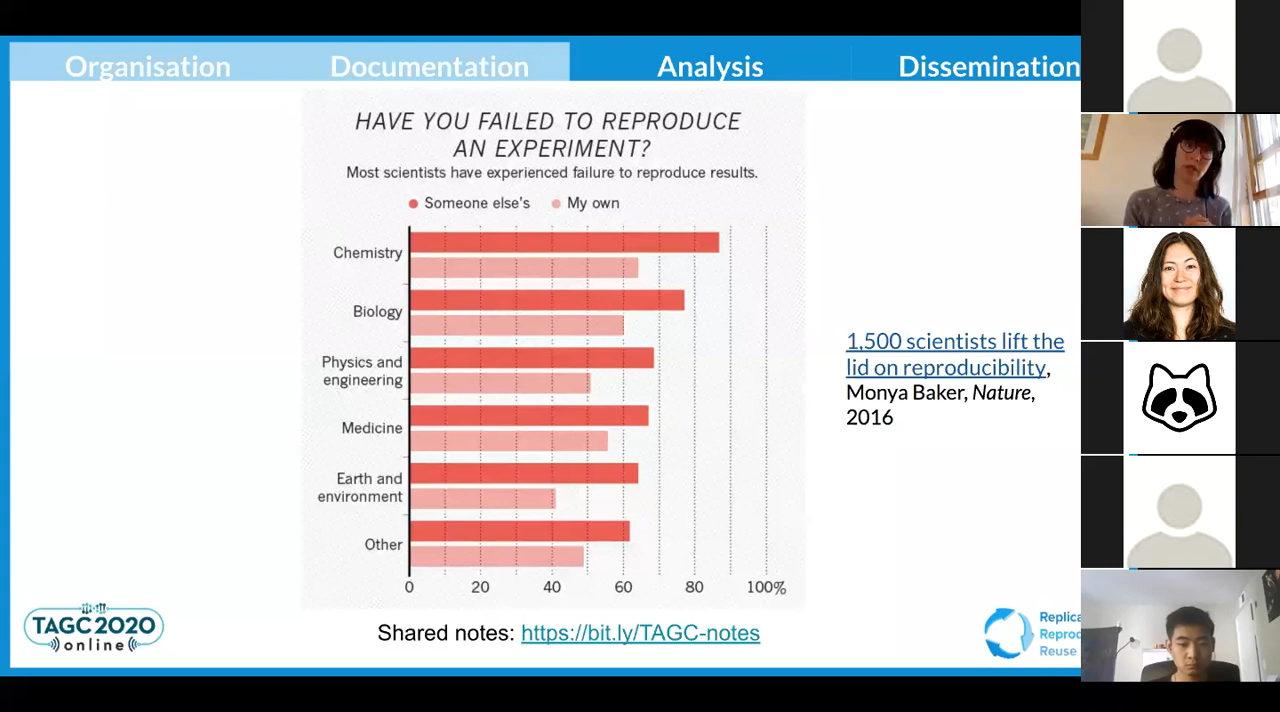 Organisation Documentation Analysis Dissemination
HAVE YOU FAILED TO REPRODUCE
AN EXPERIMENT?
Most scientists have experienced failure to reproduce results.
Someone else's My own
Chemistry
Biology
Physics and
engineering
Medicine
Earth and
environment
Other
0 20 40 60 80 100%
1,500 scientists lift the
lid on reproducibility,
Monya Baker, Nature,
2016
TAGC 2020
online
Shared notes: https://bit.ly/TAGC-notes
Replica
Reprod
Reuse